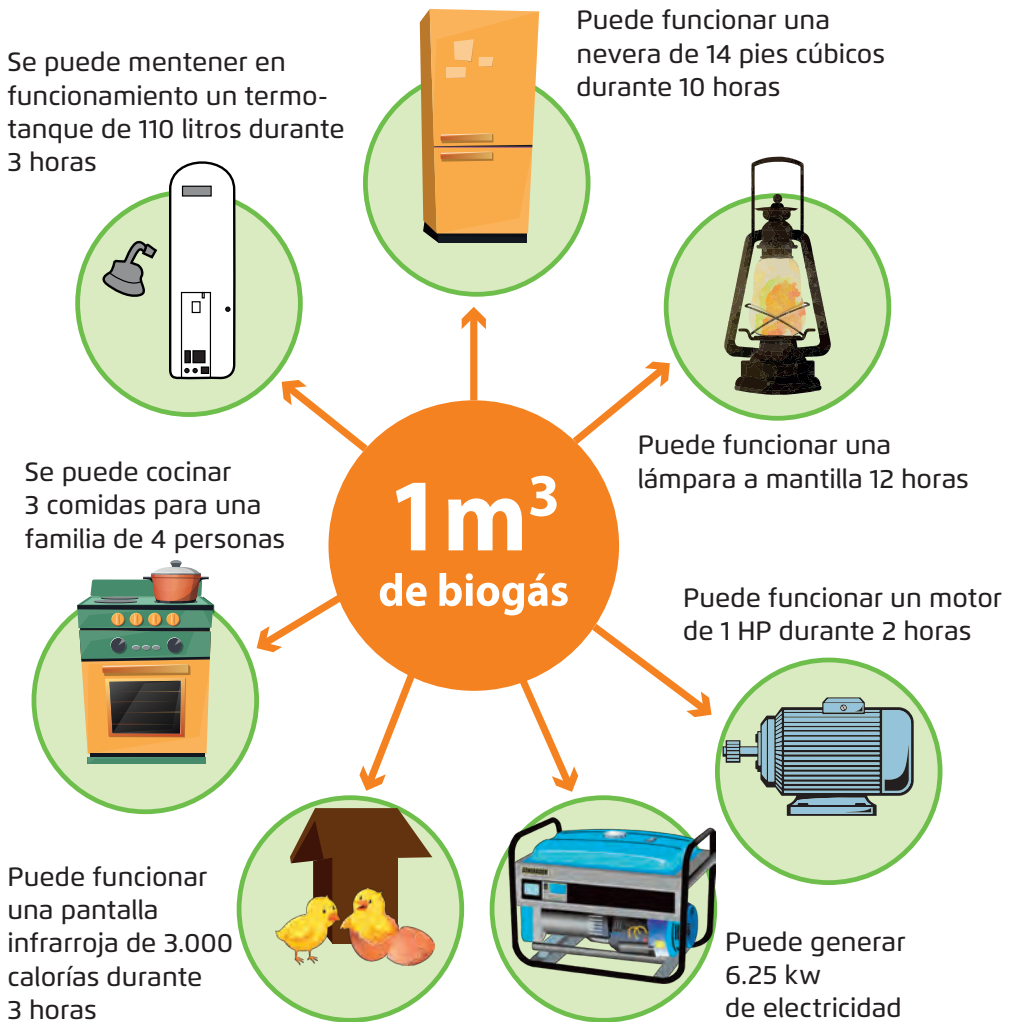 Se puede mentener en
funcionamiento un termo-
tanque de 110 litros durante
3 horas
Puede funcionar una
nevera de 14 pies cúbicos
durante 10 horas
Puede funcionar una
lámpara a mantilla 12 horas
Se puede cocinar
3 comidas para una
familia de 4 personas
1m³
de biogás
Puede funcionar un motor
de 1 HP durante 2 horas
Puede funcionar
una pantalla
infrarroja de 3.000
calorías durante
3 horas
Puede generar
6.25 kw
de electricidad